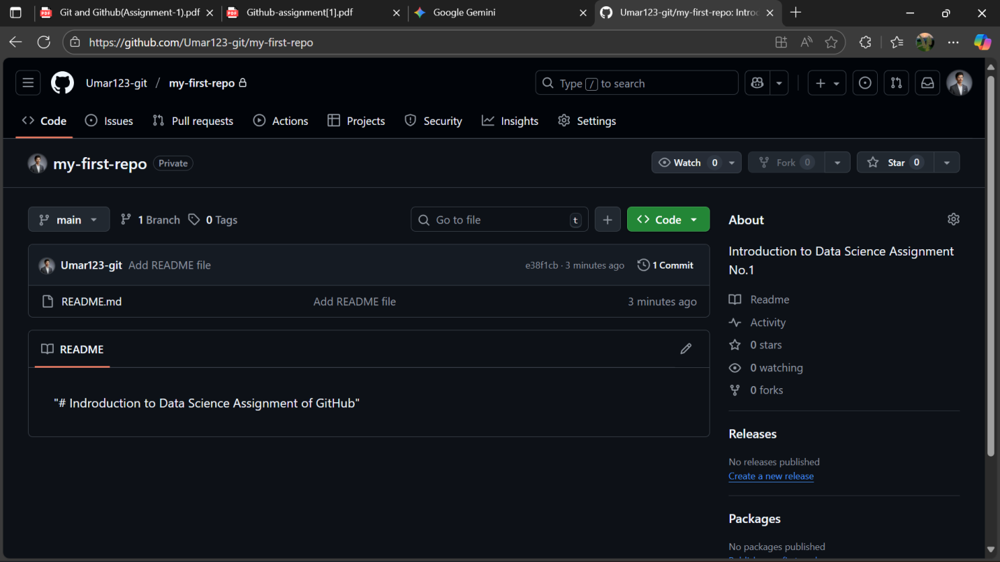 Git and Github(Assignment-1).pdf
Github-assignment[1].pdf
Google Gemini
Umar123-git/my-first-repo: Introd
https://github.com/Umar123-git/my-first-repo
Umar123-git / my-first-repo
Type / to search
Code
Issues
Pull requests
Actions
Projects
Security
Insights
Settings
my-first-repo Private
Watch 0
Fork 0
Star 0
main
1 Branch
0 Tags
Go to file t
Code
Umar123-git Add README file e38f1cb · 3 minutes ago 1 Commit
README.md Add README file 3 minutes ago
README
"# Indroduction to Data Science Assignment of GitHub"
About
Introduction to Data Science Assignment
No.1
Readme
Activity
0 stars
0 watching
0 forks
Releases
No releases published
Create a new release
Packages
No packages published